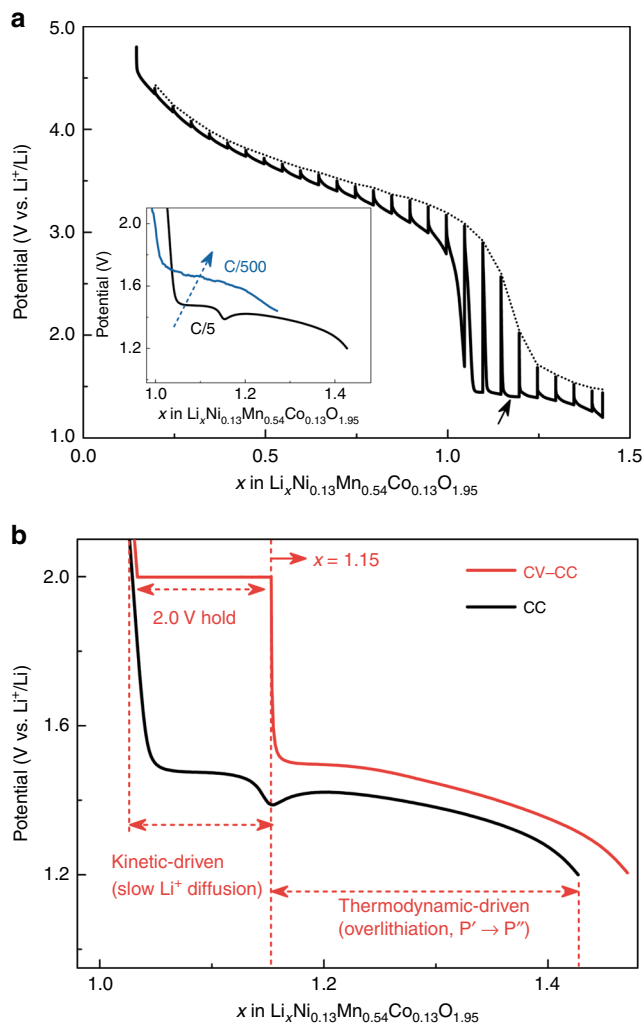 a
5.0
4.0
3.0
2.0
1.0
Potential (V vs. Li⁺/Li)
2.0
1.6
1.2
Potential (V)
C/500
C/5
1.0 1.2 1.4
x in LiₓNi₀.₁₃Mn₀.₅₄Co₀.₁₃O₁.₉₅
0.0 0.5 1.0 1.5
x in LiₓNi₀.₁₃Mn₀.₅₄Co₀.₁₃O₁.₉₅
b
2.0
1.6
1.2
Potential (V vs. Li⁺/Li)
x = 1.15
CV–CC
CC
2.0 V hold
Kinetic-driven
(slow Li⁺ diffusion)
Thermodynamic-driven
(overlithiation, P′ → P″)
1.0 1.2 1.4
x in LiₓNi₀.₁₃Mn₀.₅₄Co₀.₁₃O₁.₉₅